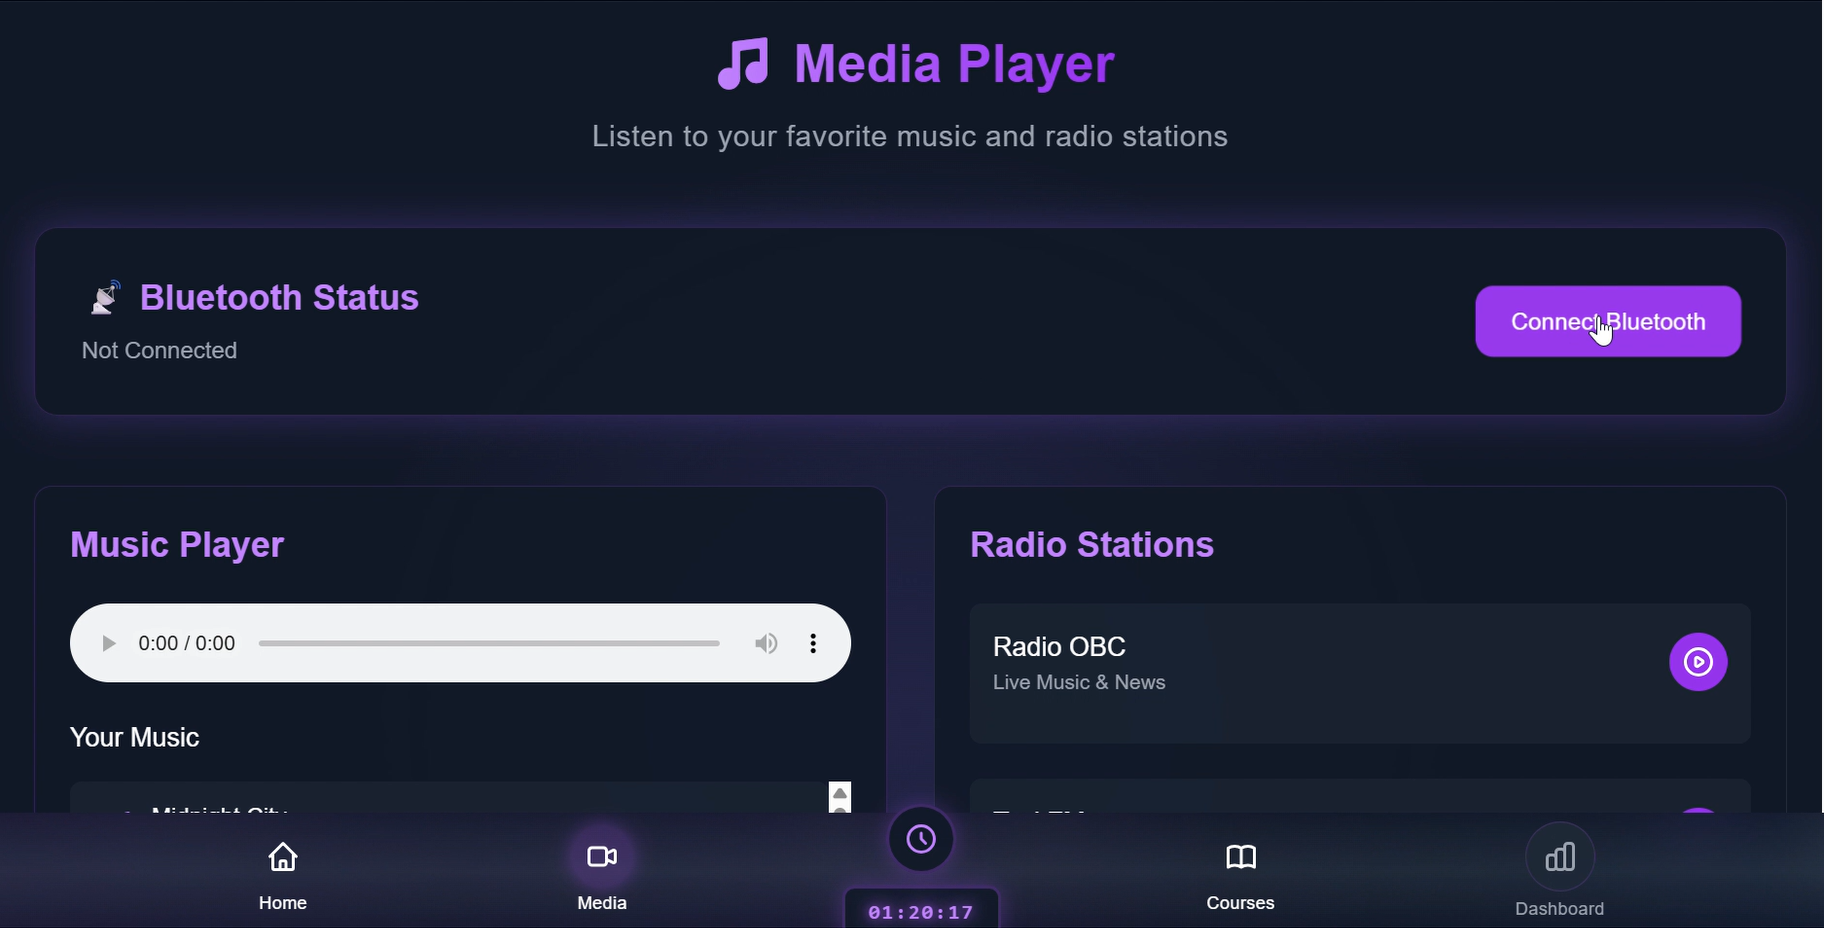 Media Player
Listen to your favorite music and radio stations
Bluetooth Status
Not Connected
Connect Bluetooth
Music Player
0:00 / 0:00
Your Music
Midnight City
Radio Stations
Radio OBC
Live Music & News
Home
Media
01:20:17
Courses
Dashboard